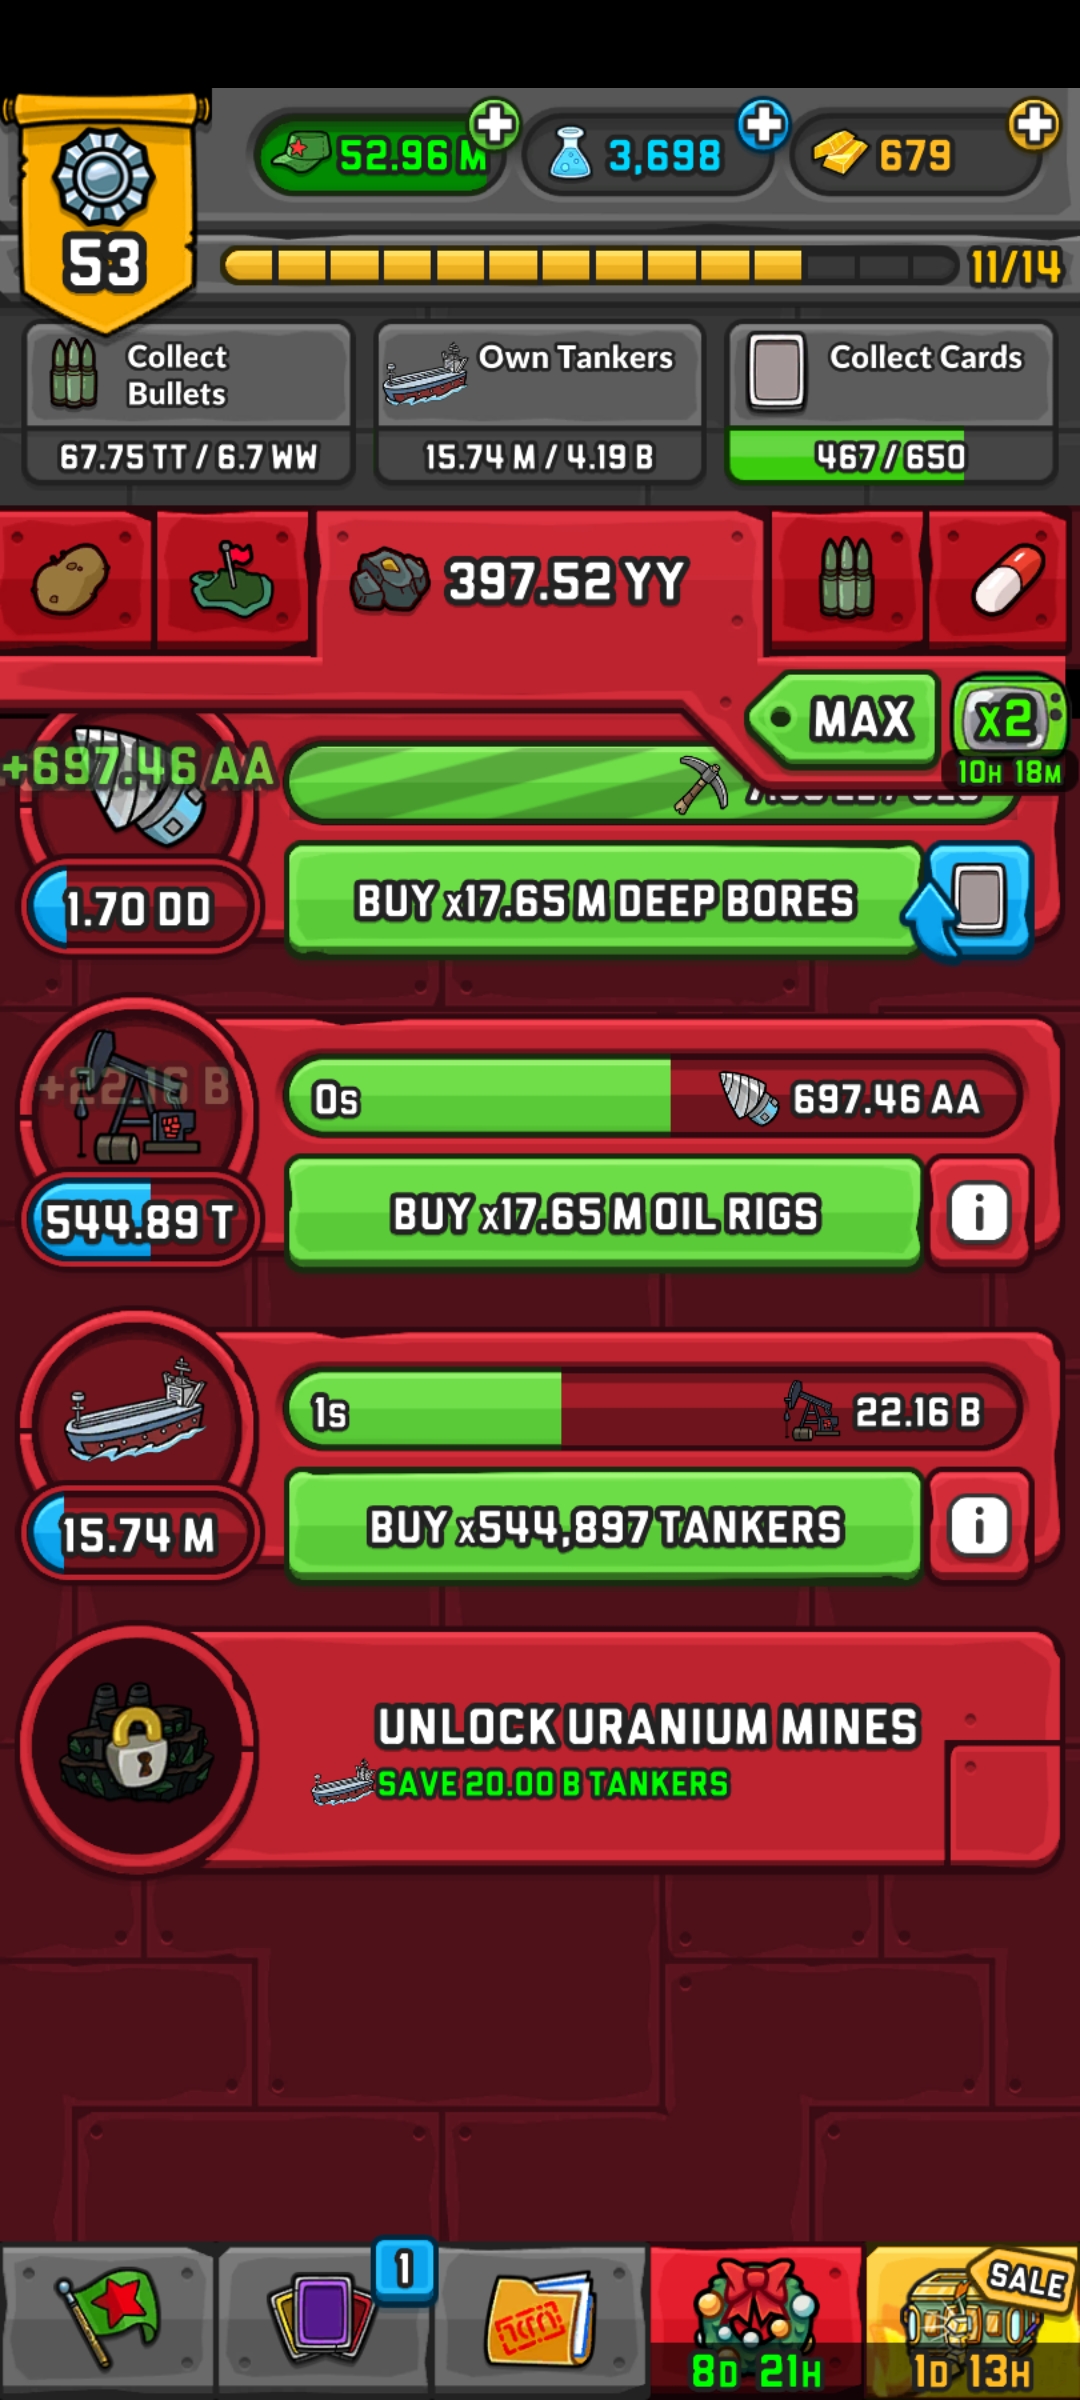 52.96 M
3,698
679
53
11/14
Collect
Bullets
67.75 TT / 6.7 WW
Own Tankers
15.74 M / 4.19 B
Collect Cards
467 / 650
397.52 YY
MAX
x2
10H 18M
+697.46 AA
1.70 DD
BUY x17.65 M DEEP BORES
+22.16 B
0s
697.46 AA
544.89 T
BUY x17.65 M OIL RIGS
i
1s
22.16 B
15.74 M
BUY x544,897 TANKERS
i
UNLOCK URANIUM MINES
SAVE 20.00 B TANKERS
1
8D 21H
SALE
1D 13H